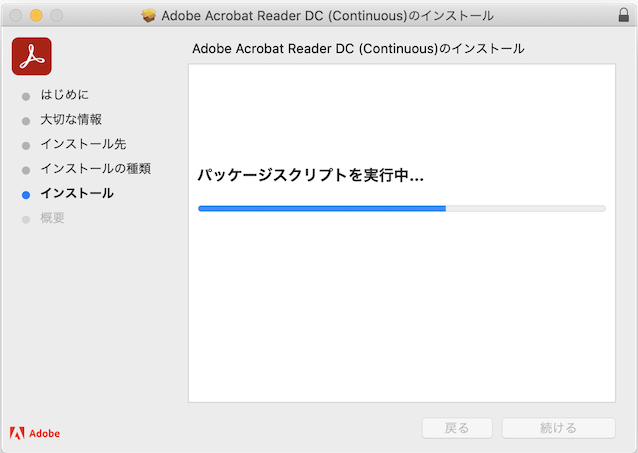 Adobe Acrobat Reader DC (Continuous)のインストール
Adobe Acrobat Reader DC (Continuous)のインストール
はじめに
大切な情報
インストール先
インストールの種類
インストール
概要
パッケージスクリプトを実行中...
Adobe
戻る
続ける